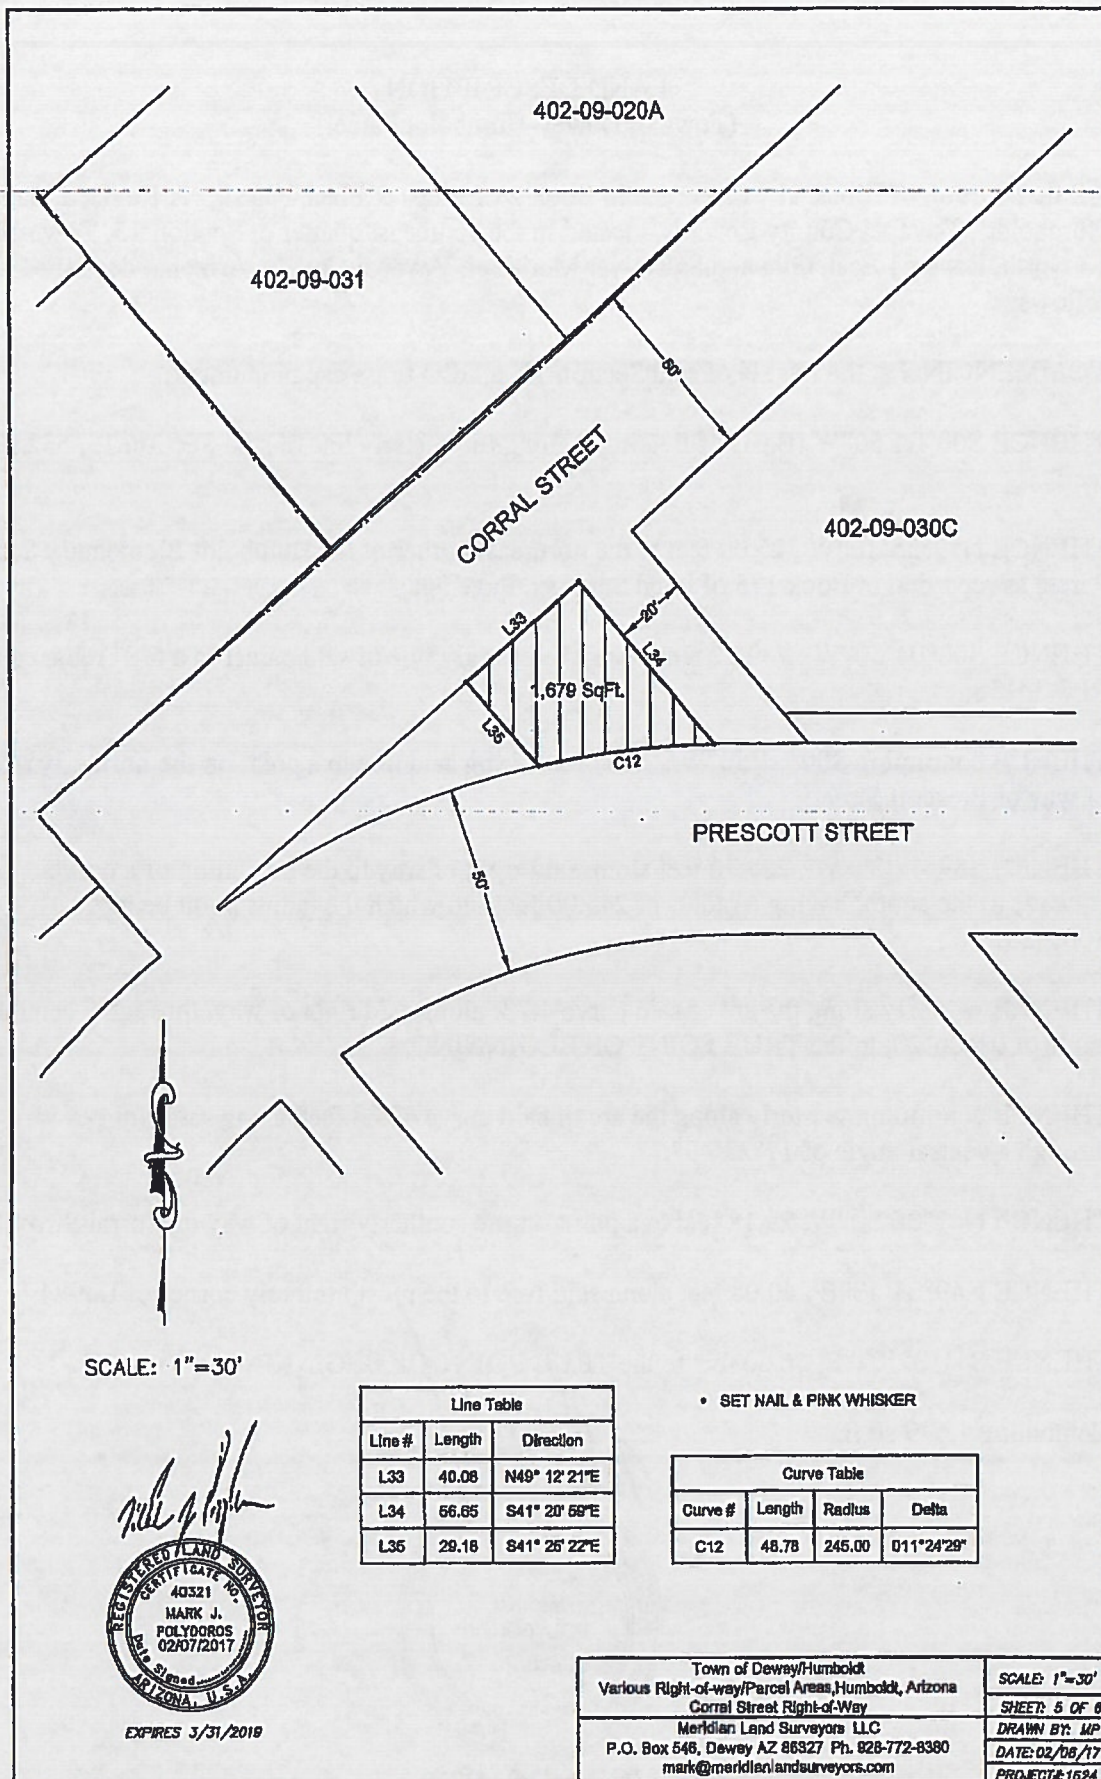 402-09-020A
402-09-031
60'
CORRAL STREET
402-09-030C
L33
20'
L34
1,679 SqFt.
L35
C12
PRESCOTT STREET
50'
SCALE: 1"=30'
• SET NAIL & PINK WHISKER
Line Table
Line # Length Direction
L33 40.08 N49° 12' 21"E
L34 56.65 S41° 20' 59"E
L35 29.18 S41° 25' 22"E
Curve Table
Curve # Length Radius Delta
C12 48.78 245.00 011°24'29"
REGISTERED LAND SURVEYOR
CERTIFICATE NO.
40321
MARK J.
POLYDOROS
02/07/2017
Date Signed
ARIZONA, U.S.A.
EXPIRES 3/31/2019
Town of Dewey/Humboldt
Various Right-of-way/Parcel Areas,Humboldt, Arizona
Corral Street Right-of-Way
Meridian Land Surveyors LLC
P.O. Box 546, Dewey AZ 86327 Ph. 928-772-8380
mark@meridianlandsurveyors.com
SCALE: 1"=30'
SHEET: 5 OF 6
DRAWN BY: MP
DATE: 02/06/17
PROJECT#:1624